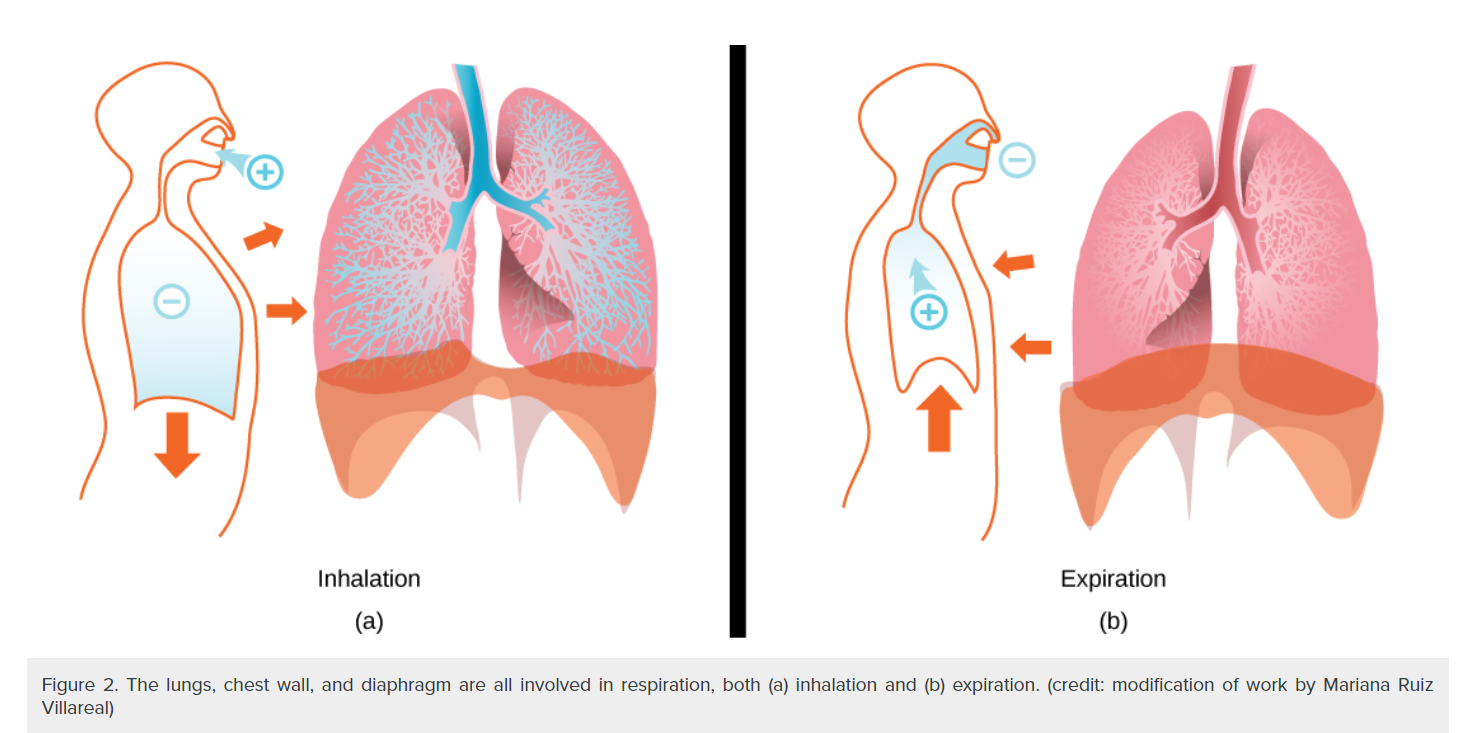 Inhalation
(a)
Expiration
(b)
Figure 2. The lungs, chest wall, and diaphragm are all involved in respiration, both (a) inhalation and (b) expiration. (credit: modification of work by Mariana Ruiz
Villareal)